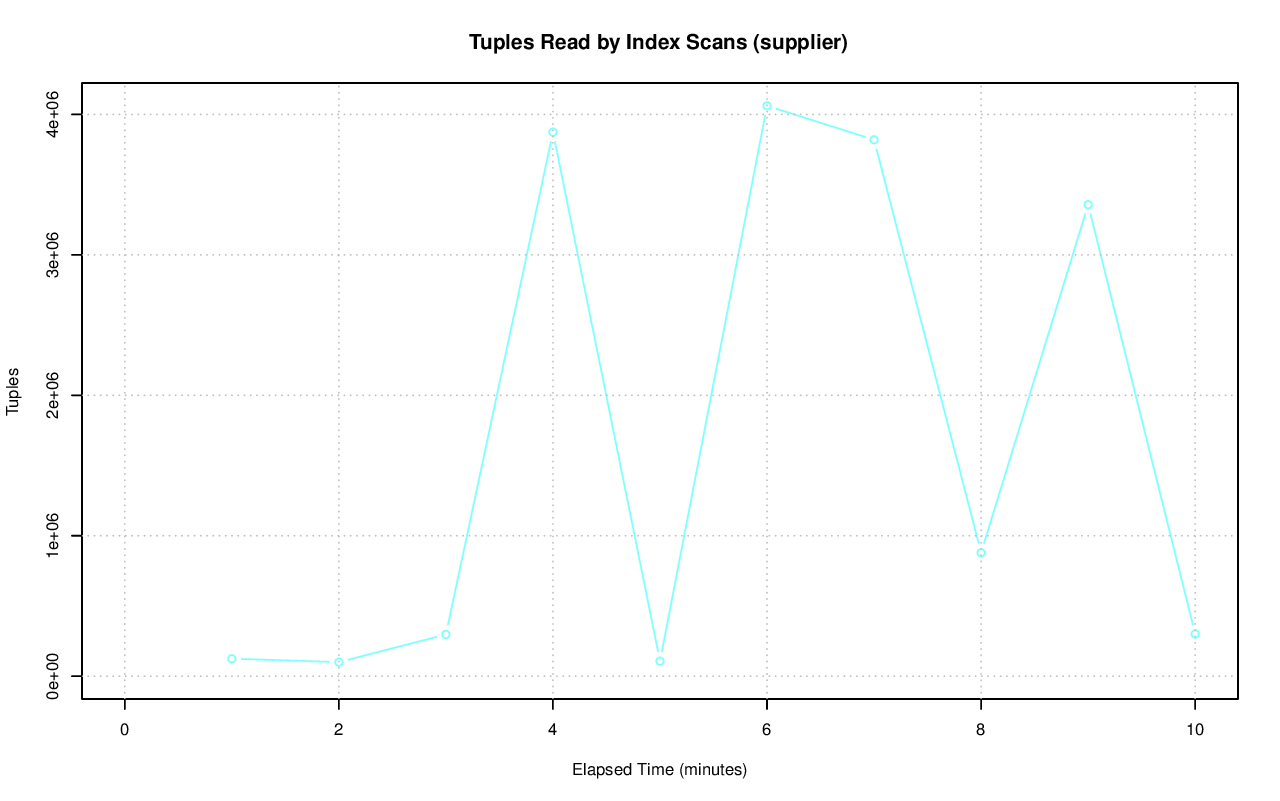 Tuples Read by Index Scans (supplier)
Tuples
4e+06
3e+06
2e+06
1e+06
0e+00
0 2 4 6 8 10
Elapsed Time (minutes)